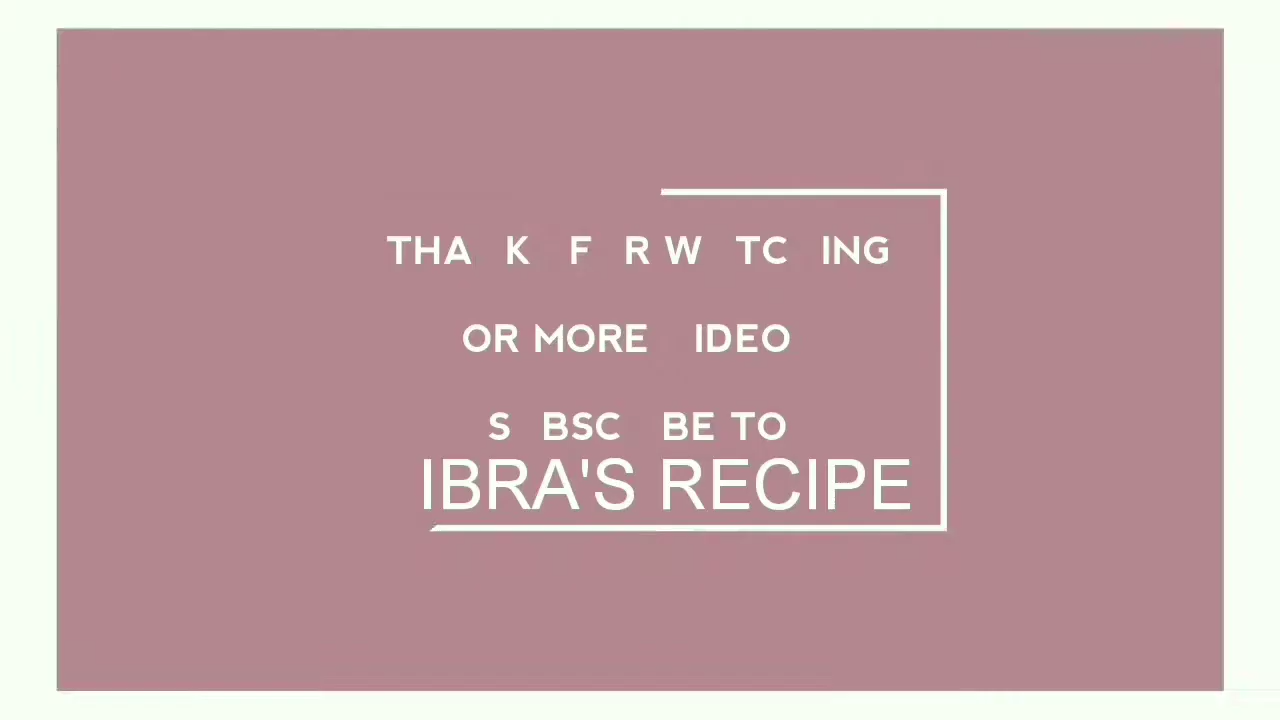 THA K F R W TC ING
OR MORE IDEO
S BSC BE TO
IBRA'S RECIPE